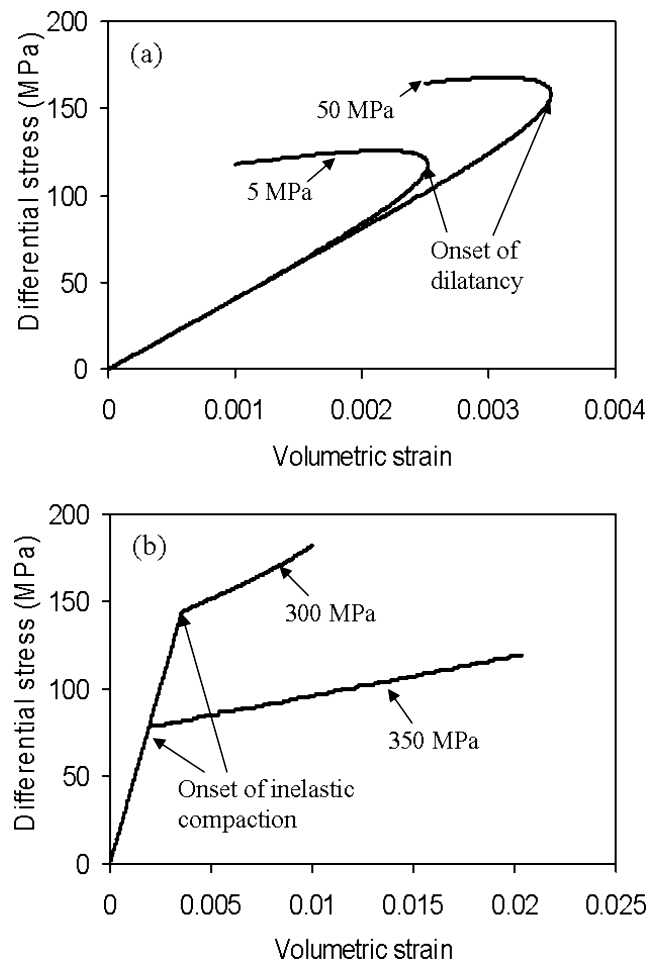 200
(a)
150
50 MPa
100
5 MPa
Onset of
dilatancy
50
0
0 0.001 0.002 0.003 0.004
Differential stress (MPa)
Volumetric strain
200
(b)
150
300 MPa
100
350 MPa
50
Onset of inelastic
compaction
0
0 0.005 0.01 0.015 0.02 0.025
Differential stress (MPa)
Volumetric strain